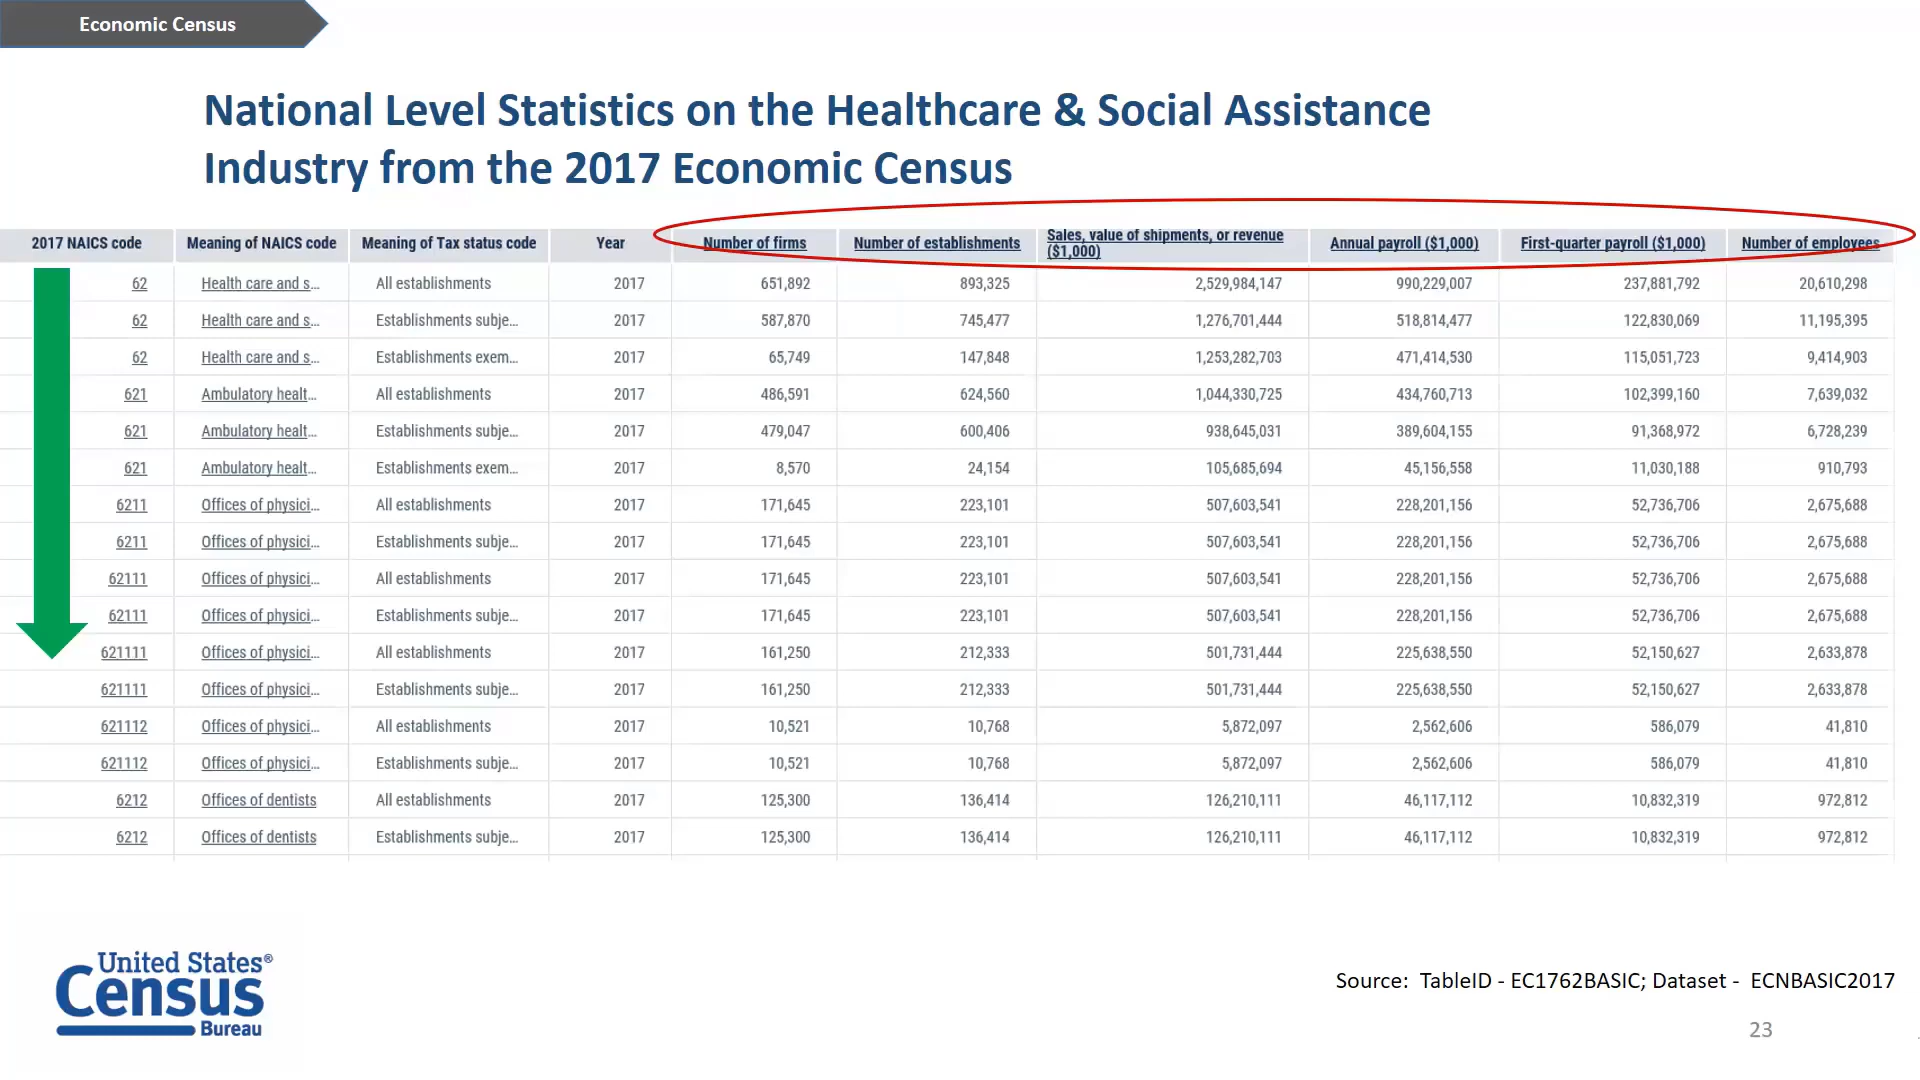 Economic Census
National Level Statistics on the Healthcare & Social Assistance
Industry from the 2017 Economic Census
2017 NAICS code Meaning of NAICS code Meaning of Tax status code Year Number of firms Number of establishments Sales, value of shipments, or revenue ($1,000) Annual payroll ($1,000) First-quarter payroll ($1,000) Number of employees
62 Health care and s... All establishments 2017 651,892 893,325 2,529,984,147 990,229,007 237,881,792 20,610,298
62 Health care and s... Establishments subje... 2017 587,870 745,477 1,276,701,444 518,814,477 122,830,069 11,195,395
62 Health care and s... Establishments exem... 2017 65,749 147,848 1,253,282,703 471,414,530 115,051,723 9,414,903
621 Ambulatory healt... All establishments 2017 486,591 624,560 1,044,330,725 434,760,713 102,399,160 7,639,032
621 Ambulatory healt... Establishments subje... 2017 479,047 600,406 938,645,031 389,604,155 91,368,972 6,728,239
621 Ambulatory healt... Establishments exem... 2017 8,570 24,154 105,685,694 45,156,558 11,030,188 910,793
6211 Offices of physici... All establishments 2017 171,645 223,101 507,603,541 228,201,156 52,736,706 2,675,688
6211 Offices of physici... Establishments subje... 2017 171,645 223,101 507,603,541 228,201,156 52,736,706 2,675,688
62111 Offices of physici... All establishments 2017 171,645 223,101 507,603,541 228,201,156 52,736,706 2,675,688
62111 Offices of physici... Establishments subje... 2017 171,645 223,101 507,603,541 228,201,156 52,736,706 2,675,688
621111 Offices of physici... All establishments 2017 161,250 212,333 501,731,444 225,638,550 52,150,627 2,633,878
621111 Offices of physici... Establishments subje... 2017 161,250 212,333 501,731,444 225,638,550 52,150,627 2,633,878
621112 Offices of physici... All establishments 2017 10,521 10,768 5,872,097 2,562,606 586,079 41,810
621112 Offices of physici... Establishments subje... 2017 10,521 10,768 5,872,097 2,562,606 586,079 41,810
6212 Offices of dentists All establishments 2017 125,300 136,414 126,210,111 46,117,112 10,832,319 972,812
6212 Offices of dentists Establishments subje... 2017 125,300 136,414 126,210,111 46,117,112 10,832,319 972,812
United States®
Census
Bureau
Source: TableID - EC1762BASIC; Dataset - ECNBASIC2017
23